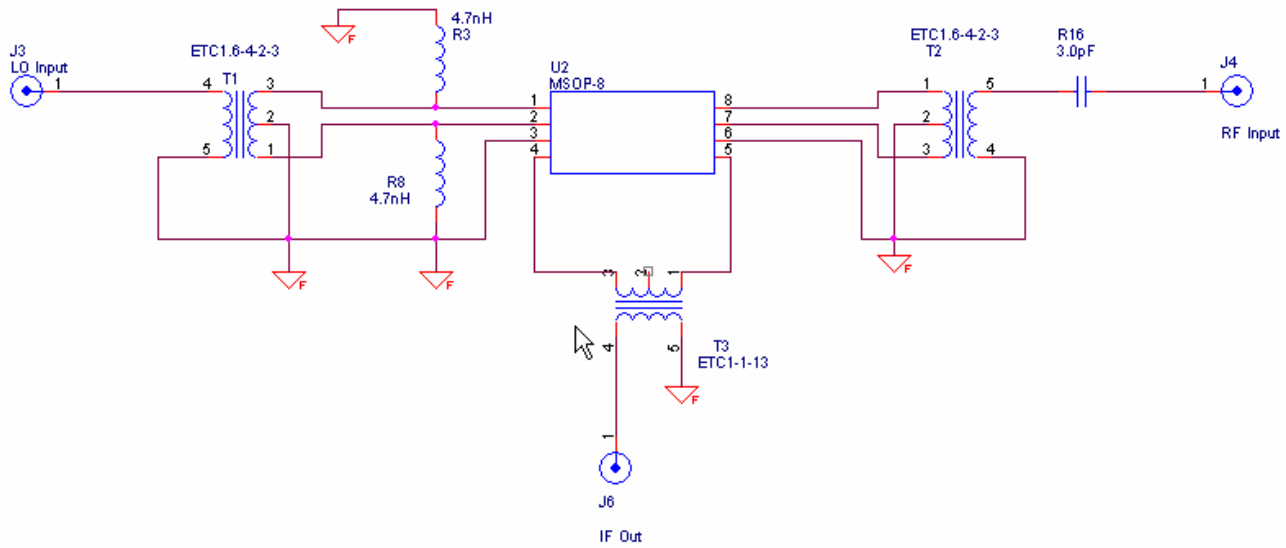 4.7nH
R3
F
J3
LO Input
1
ETC1.6-4-2-3
T1
4
3
2
5
1
R8
4.7nH
F
F
U2
MSOP-8
1
2
3
4
8
7
6
5
ETC1.6-4-2-3
T2
1
2
3
5
4
F
R16
3.0pF
J4
1
RF Input
3
2
1
4
5
T3
ETC1-1-13
F
1
J6
IF Out